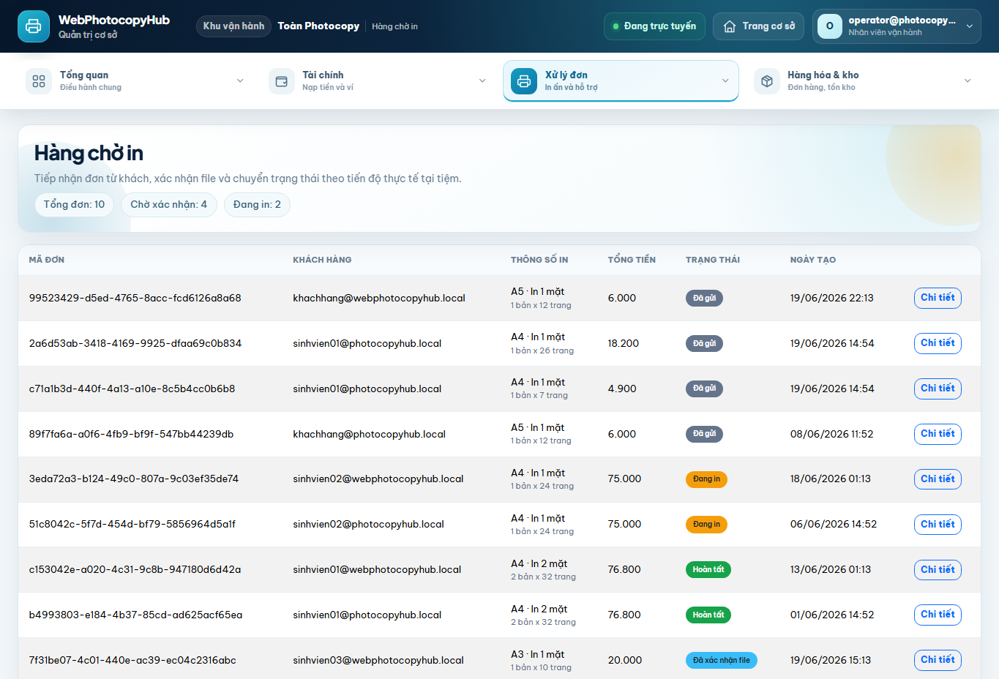 WebPhotocopyHub
Quản trị cơ sở
Khu vận hành
Toàn Photocopy
Hàng chờ in
Đang trực tuyến
Trang cơ sở
O
operator@photocopy...
Nhân viên vận hành
Tổng quan
Điều hành chung
Tài chính
Nạp tiền và ví
Xử lý đơn
In ấn và hỗ trợ
Hàng hóa & kho
Đơn hàng, tồn kho
Hàng chờ in
Tiếp nhận đơn từ khách, xác nhận file và chuyển trạng thái theo tiến độ thực tế tại tiệm.
Tổng đơn: 10
Chờ xác nhận: 4
Đang in: 2
MÃ ĐƠN KHÁCH HÀNG THÔNG SỐ IN TỔNG TIỀN TRẠNG THÁI NGÀY TẠO
99523429-d5ed-4765-8acc-fcd6126a8a68 khachhang@webphotocopyhub.local A5 · In 1 mặt 6.000 Đã gửi 19/06/2026 22:13 Chi tiết
1 bản x 12 trang
2a6d53ab-3418-4169-9925-dfaa69c0b834 sinhvien01@photocopyhub.local A4 · In 1 mặt 18.200 Đã gửi 19/06/2026 14:54 Chi tiết
1 bản x 26 trang
c71a1b3d-440f-4a13-a10e-8c5b4cc0b6b8 sinhvien01@photocopyhub.local A4 · In 1 mặt 4.900 Đã gửi 19/06/2026 14:54 Chi tiết
1 bản x 7 trang
89f7fa6a-a0f6-4fb9-bf9f-547bb44239db khachhang@photocopyhub.local A5 · In 1 mặt 6.000 Đã gửi 08/06/2026 11:52 Chi tiết
1 bản x 12 trang
3eda72a3-b124-49c0-807a-9c03ef35de74 sinhvien02@webphotocopyhub.local A4 · In 1 mặt 75.000 Đang in 18/06/2026 01:13 Chi tiết
1 bản x 24 trang
51c8042c-5f7d-454d-bf79-5856964d5a1f sinhvien02@photocopyhub.local A4 · In 1 mặt 75.000 Đang in 06/06/2026 14:52 Chi tiết
1 bản x 24 trang
c153042e-a020-4c31-9c8b-947180d6d42a sinhvien01@webphotocopyhub.local A4 · In 2 mặt 76.800 Hoàn tất 13/06/2026 01:13 Chi tiết
2 bản x 32 trang
b4993803-e184-4b37-85cd-ad625acf65ea sinhvien01@photocopyhub.local A4 · In 2 mặt 76.800 Hoàn tất 01/06/2026 14:52 Chi tiết
2 bản x 32 trang
7f31be07-4c01-440e-ac39-ec04c2316abc sinhvien03@webphotocopyhub.local A3 · In 1 mặt 20.000 Đã xác nhận file 19/06/2026 15:13 Chi tiết
1 bản x 10 trang